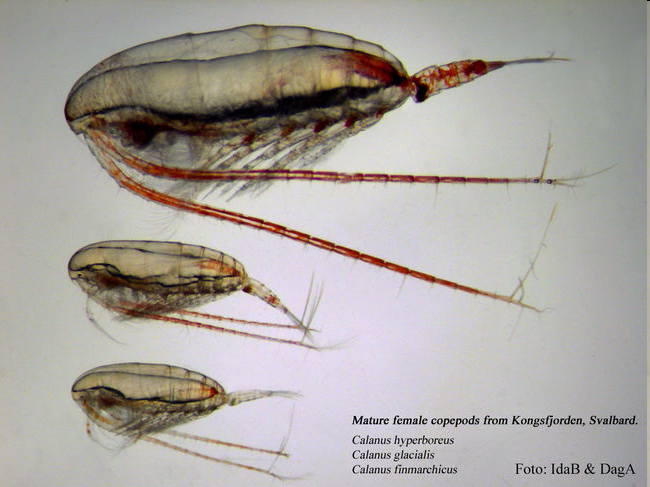 Mature female copepods from Kongsfjorden, Svalbard.
Calanus hyperboreus
Calanus glacialis
Calanus finmarchicus
Foto: IdaB & DagA